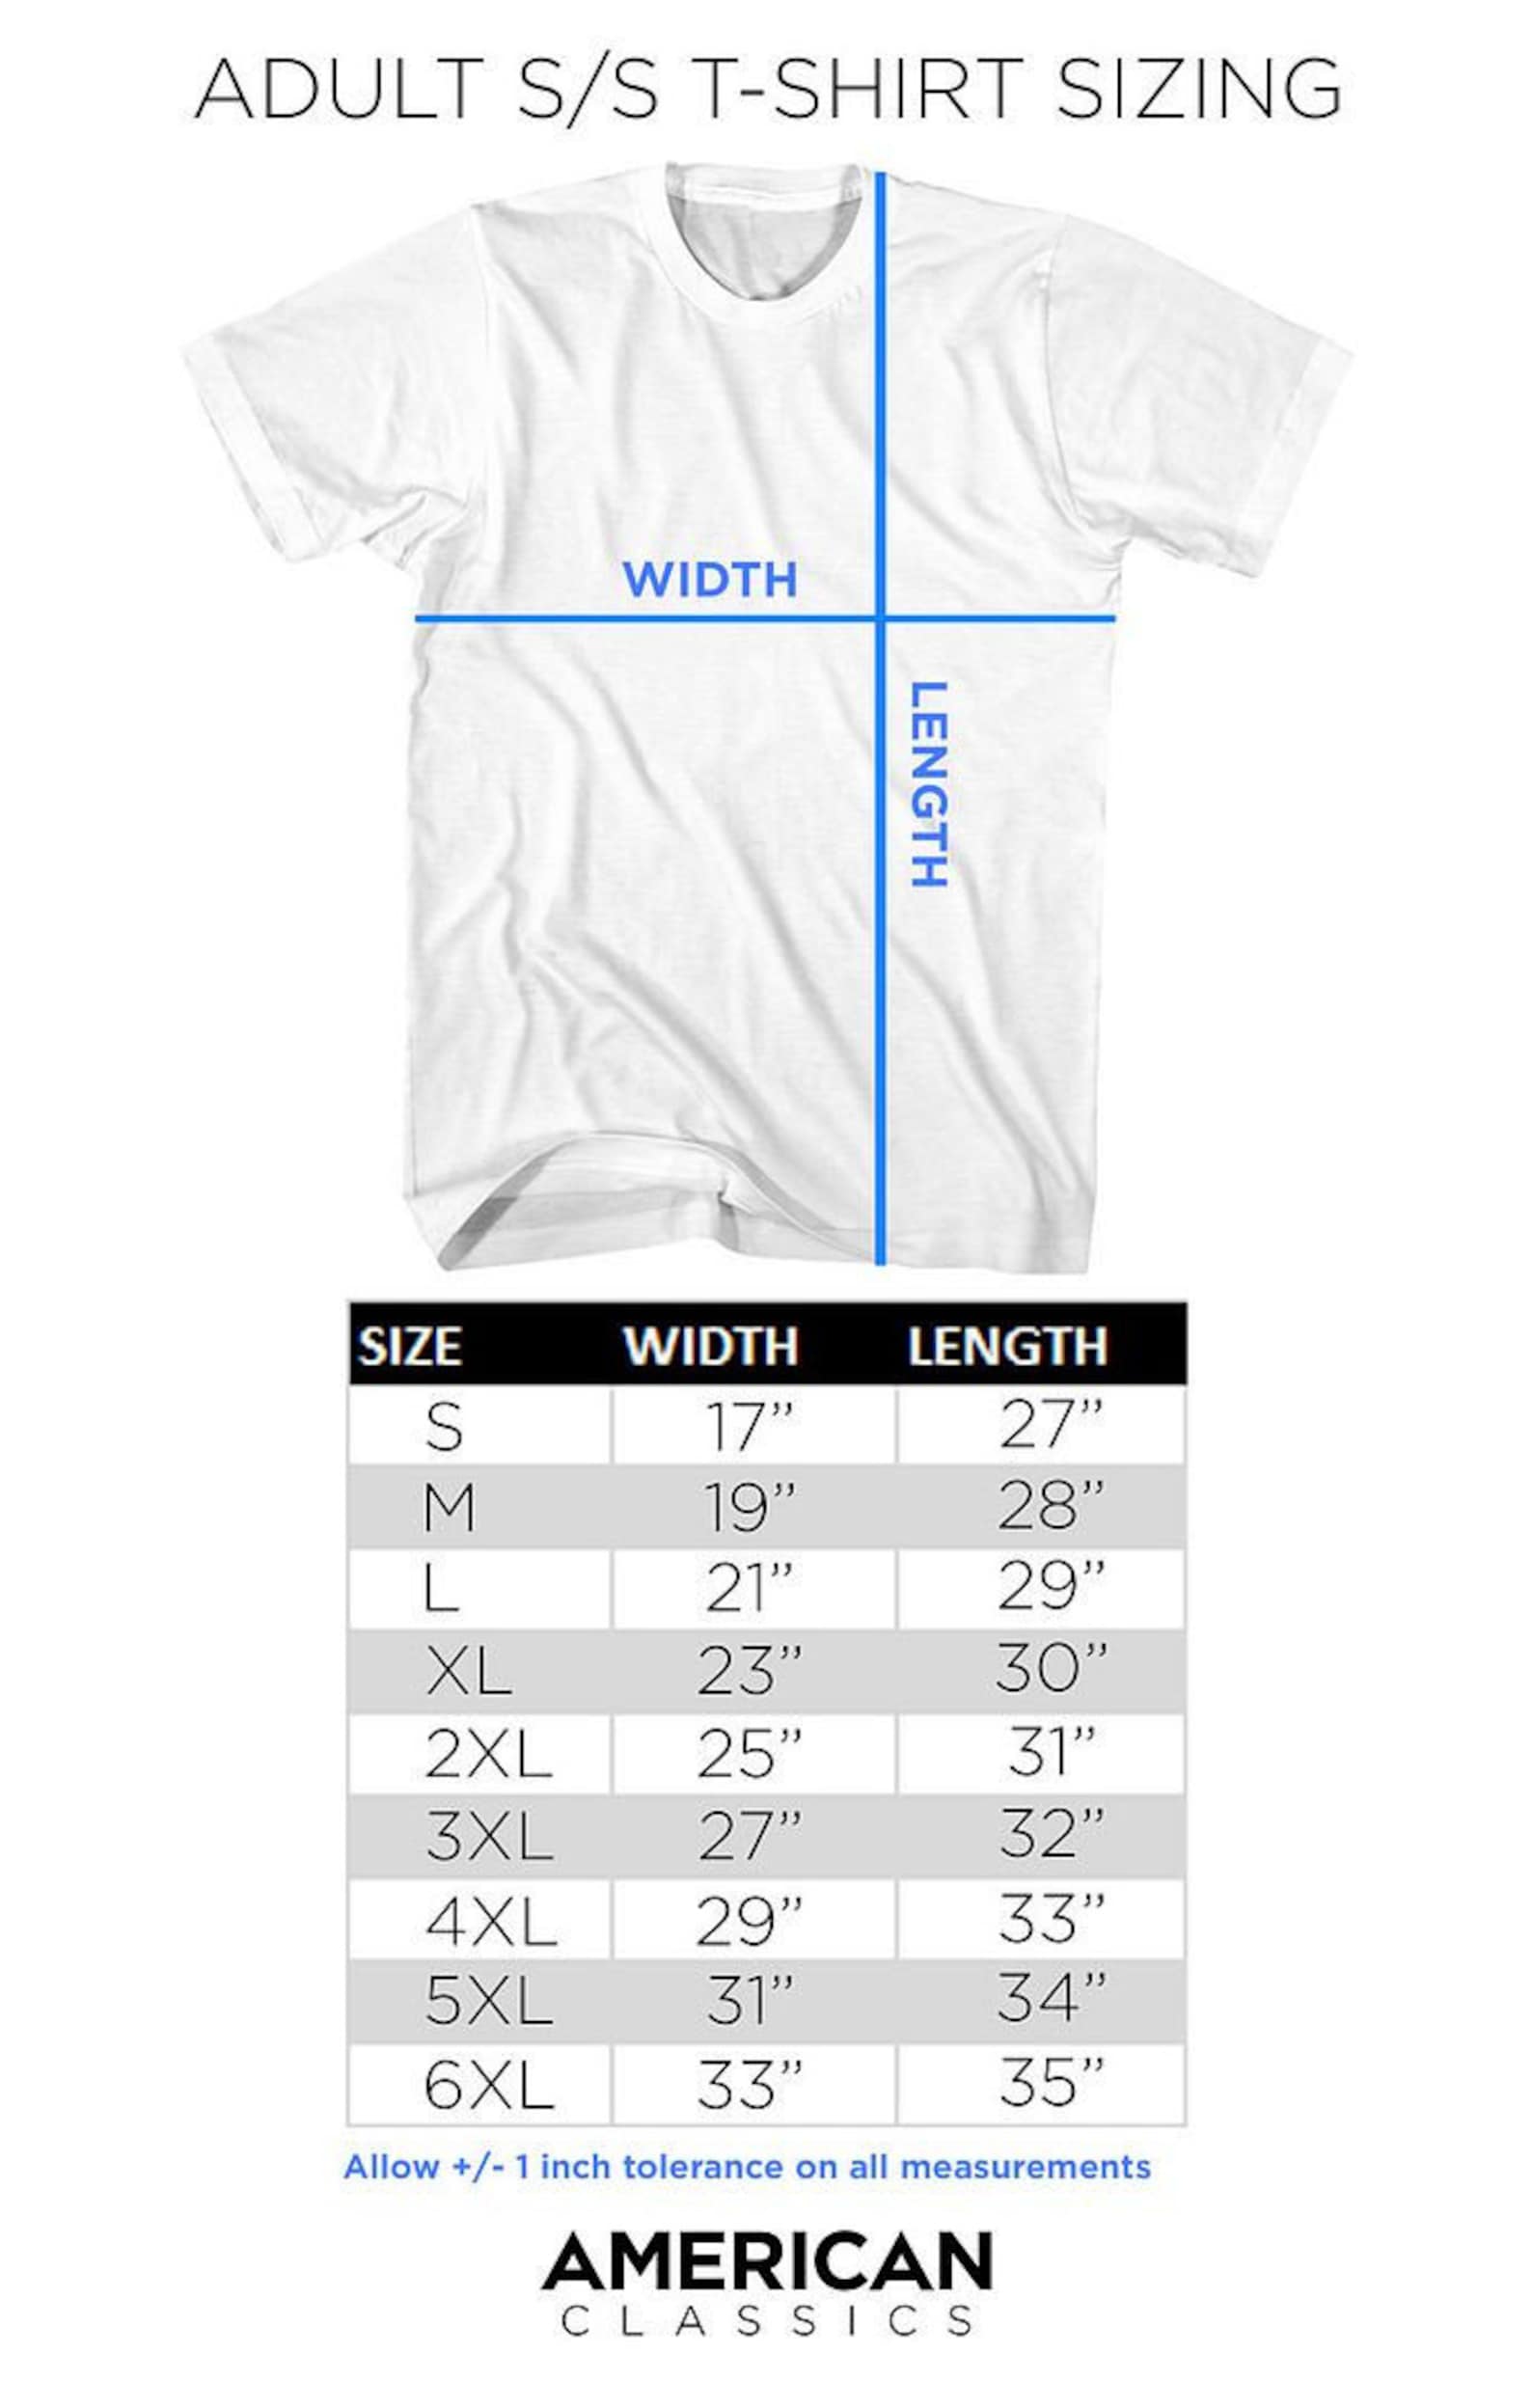 ADULT S/S T-SHIRT SIZING
WIDTH
LENGTH
SIZE WIDTH LENGTH
S 17” 27”
M 19” 28”
L 21” 29”
XL 23” 30”
2XL 25” 31”
3XL 27” 32”
4XL 29” 33”
5XL 31” 34”
6XL 33” 35”
Allow +/- 1 inch tolerance on all measurements
AMERICAN
CLASSICS